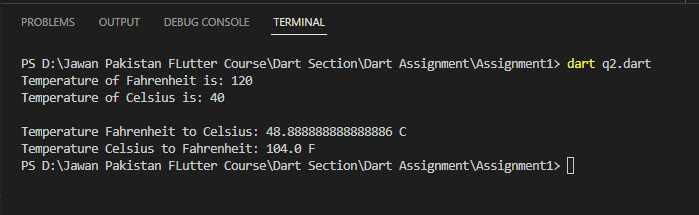 PROBLEMS OUTPUT DEBUG CONSOLE TERMINAL
PS D:\Jawan Pakistan FLutter Course\Dart Section\Dart Assignment\Assignment1> dart q2.dart
Temperature of Fahrenheit is: 120
Temperature of Celsius is: 40
Temperature Fahrenheit to Celsius: 48.888888888888886 C
Temperature Celsius to Fahrenheit: 104.0 F
PS D:\Jawan Pakistan FLutter Course\Dart Section\Dart Assignment\Assignment1>